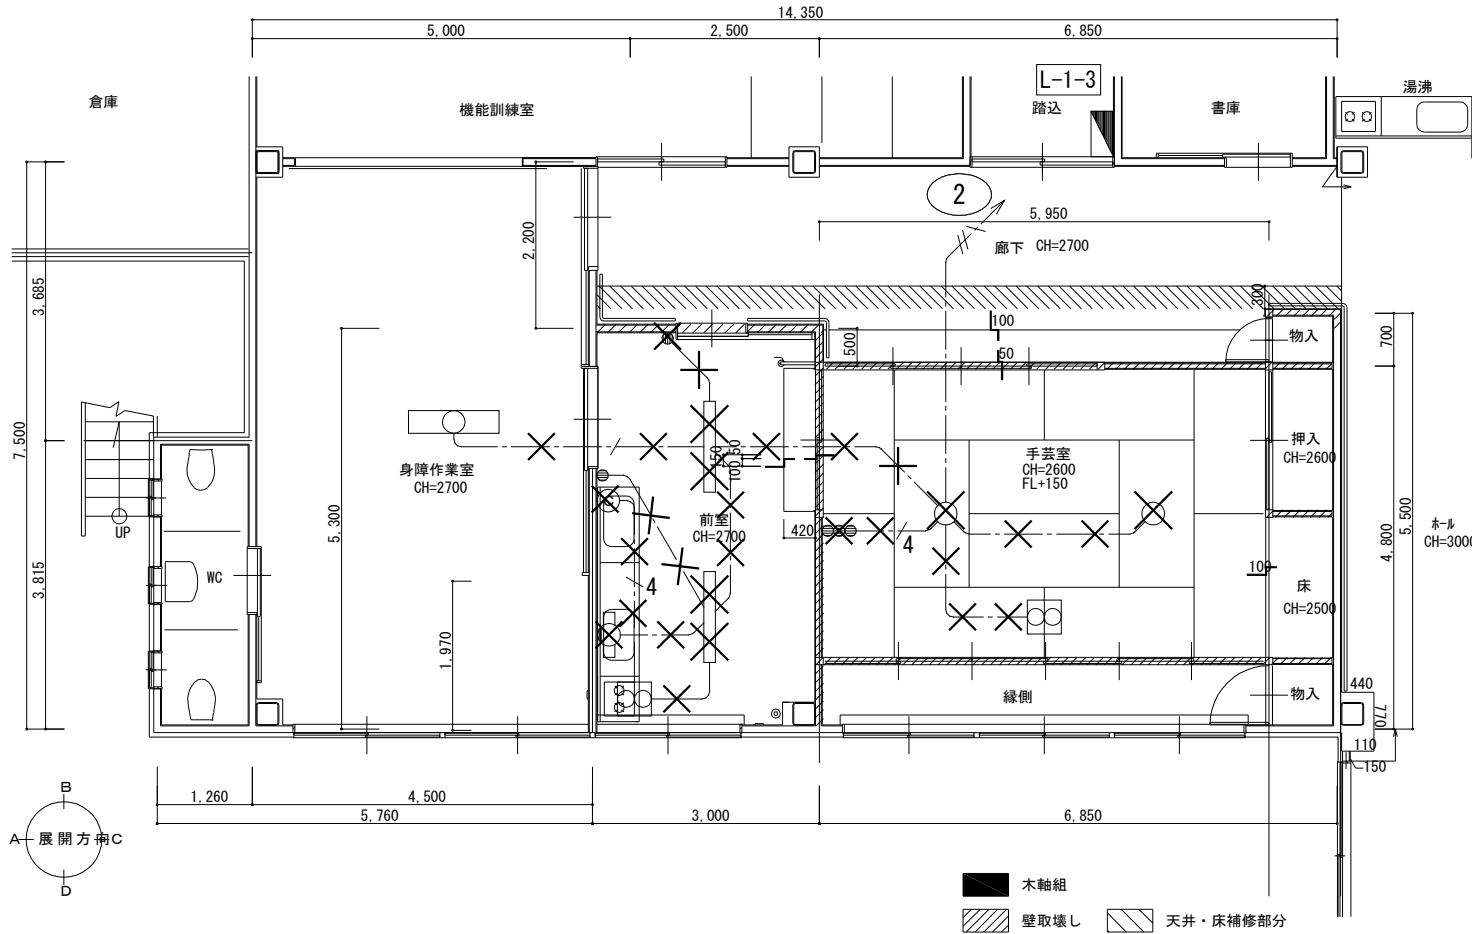 14,350
5,000
2,500
6,850
倉庫
機能訓練室
L-1-3
踏込
書庫
湯沸
2
5,950
廊下 CH=2700
2,200
3,685
300
100
50
500
物入
700
7,500
押入
CH=2600
手芸室
CH=2600
FL+150
身障作業室
CH=2700
150
50
100
前室
CH=2700
420
4
UP
5,300
3,815
WC
4
100
床
CH=2500
4,800
5,500
ホール
CH=3000
1,970
縁側
物入
440
770
110
150
1,260
4,500
5,760
3,000
6,850
B
A
展開方向
C
D
木軸組
壁取壊し
天井・床補修部分